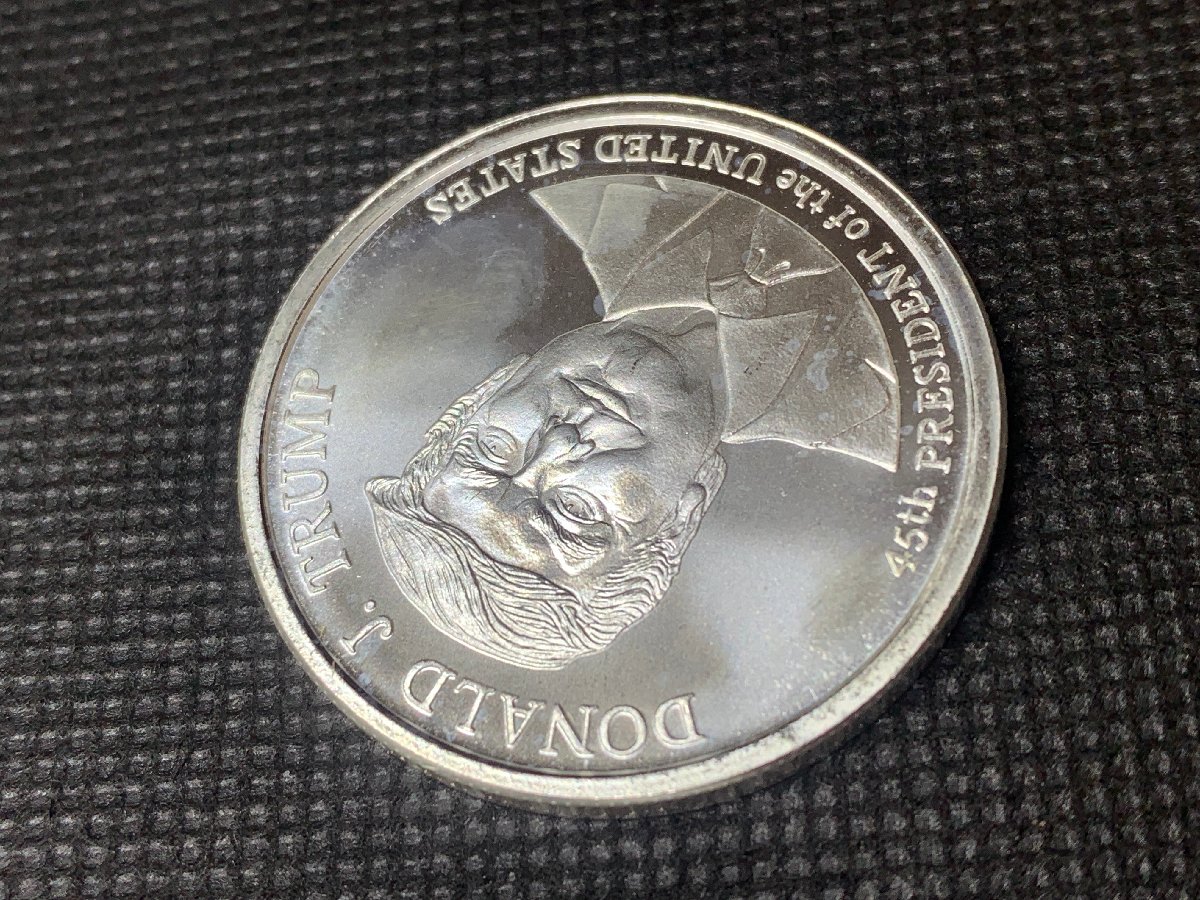 DONALD J. TRUMP
45th PRESIDENT of the UNITED STATES